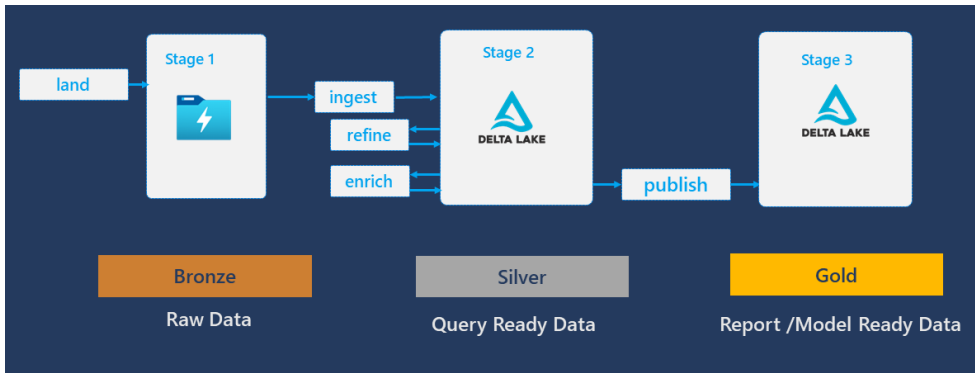 Stage 1
Stage 2
Stage 3
land
ingest
refine
enrich
DELTA LAKE
DELTA LAKE
publish
Bronze
Silver
Gold
Raw Data
Query Ready Data
Report /Model Ready Data